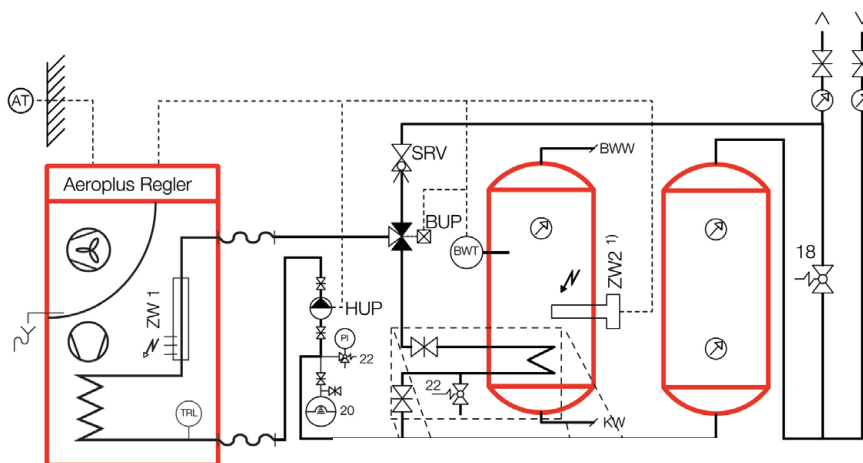 AT
SRV
BWW
Aeroplus Regler
BUP
BWT
ZW2 1)
18
ZW 1
HUP
PI
22
22
20
TRL
KW